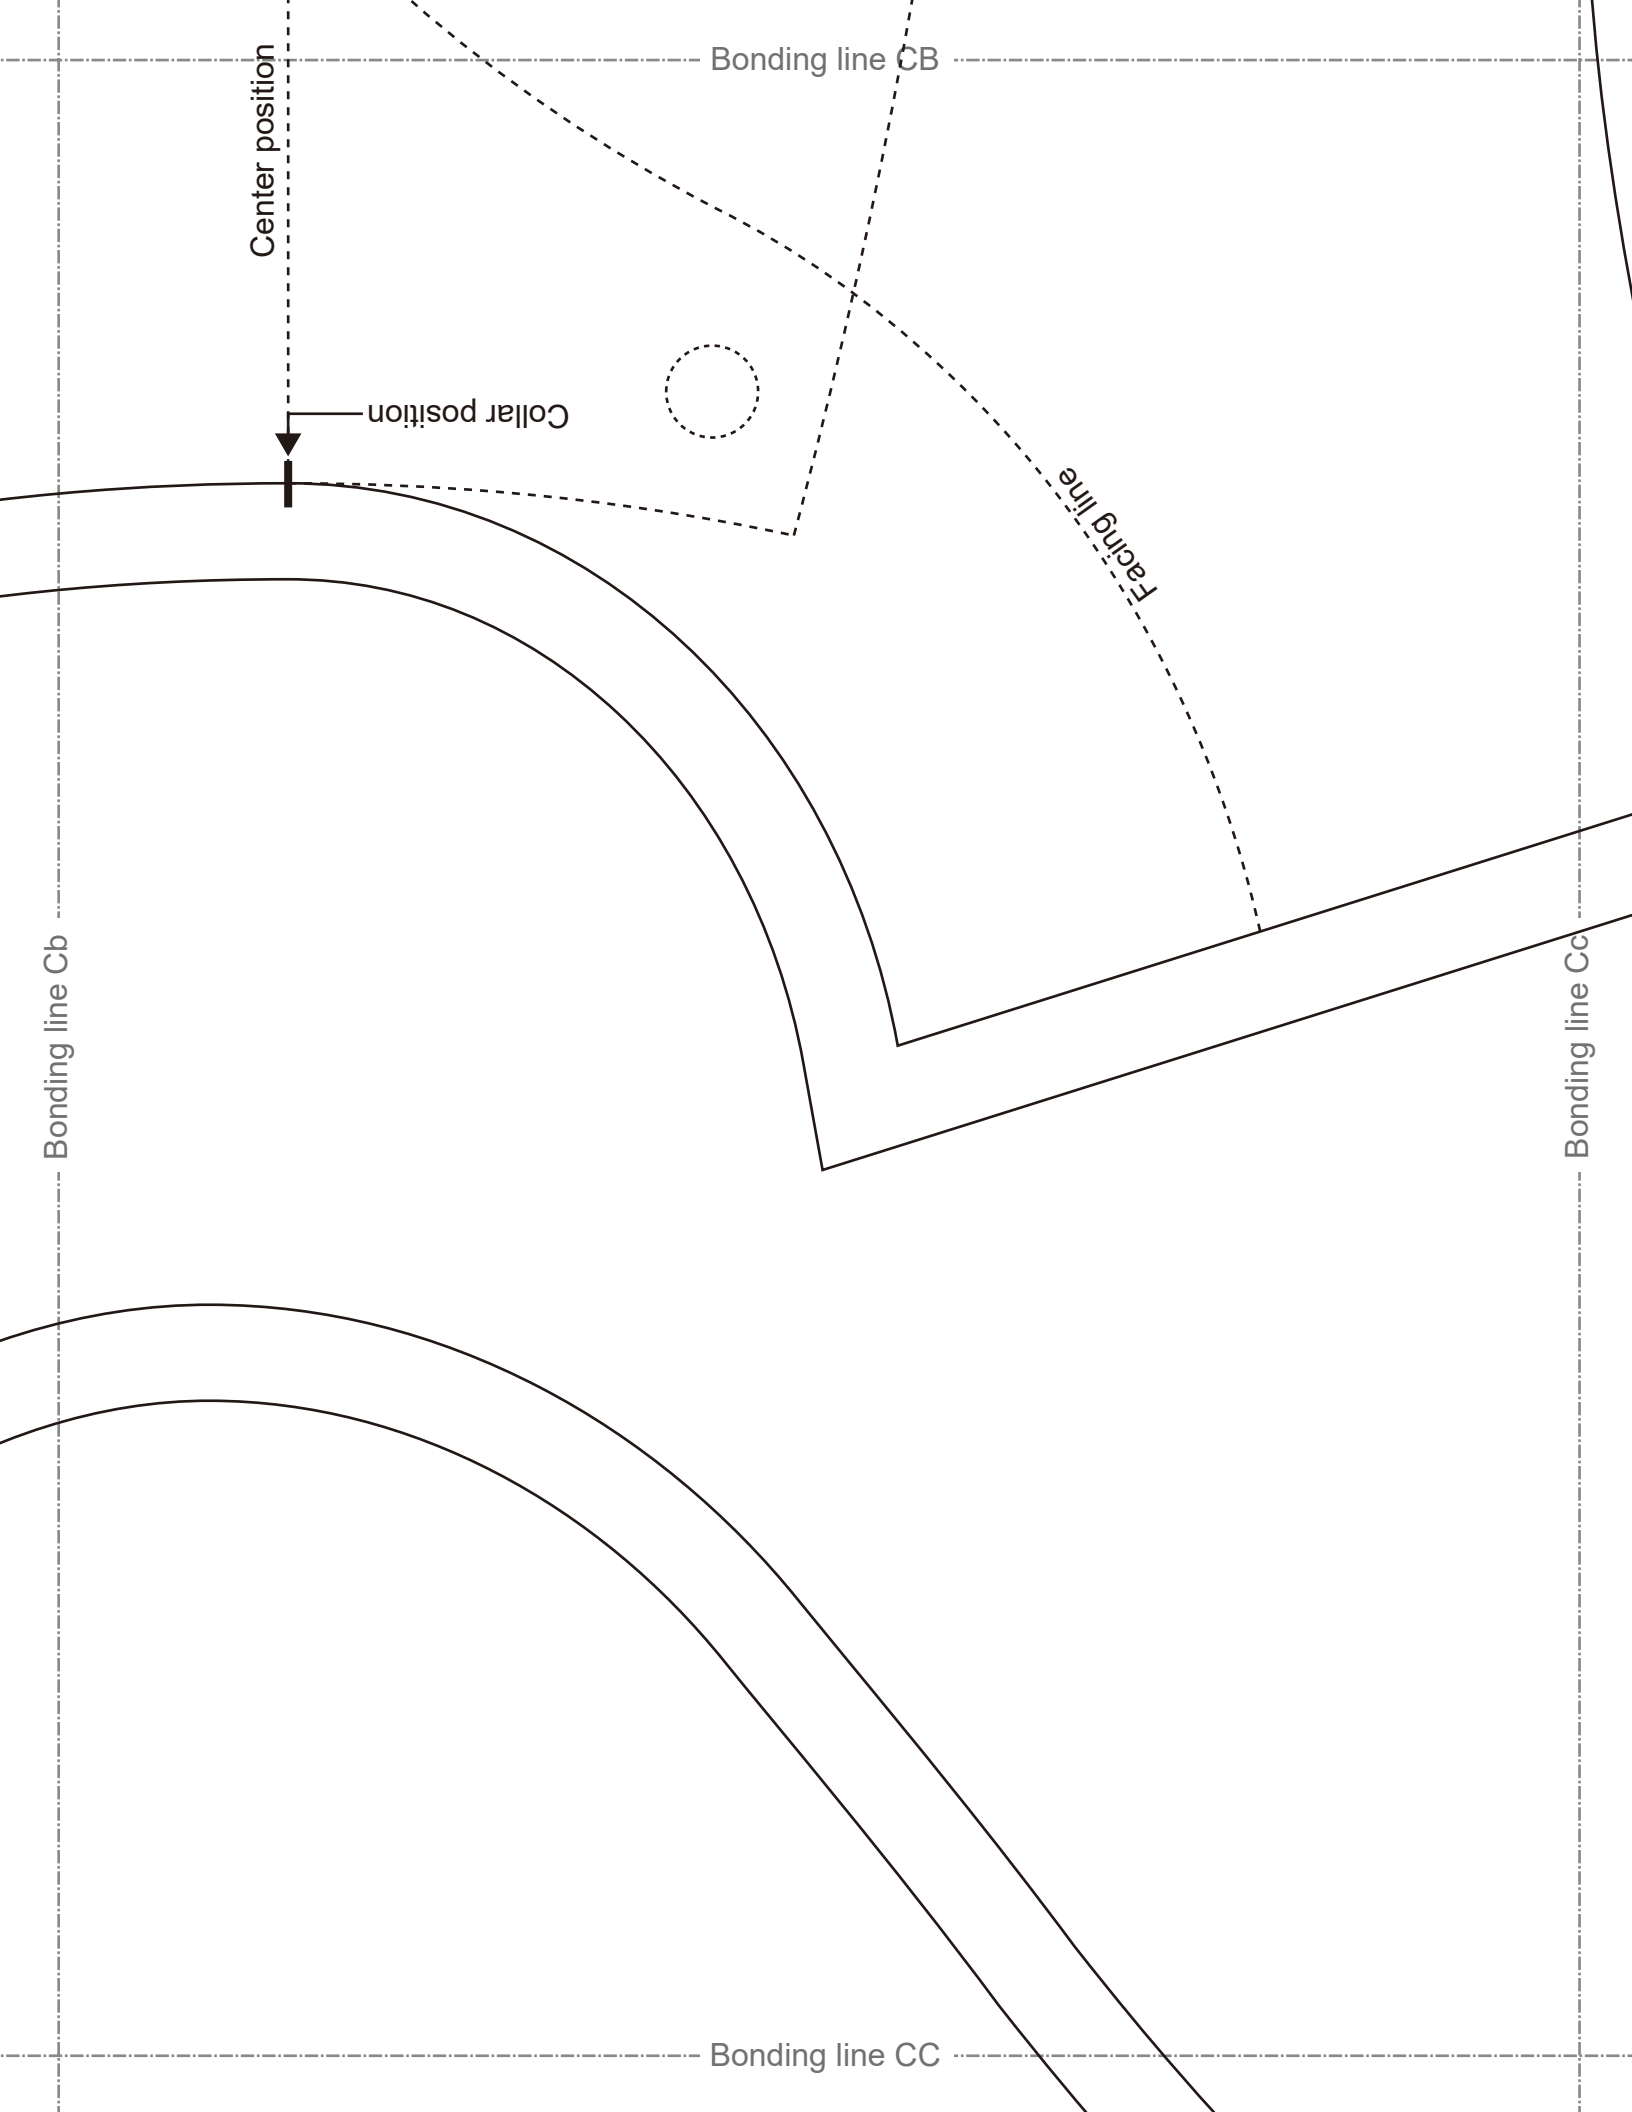 Bonding line CB
Center position
Collar position
Facing line
Bonding line Cb
Bonding line Cc
Bonding line CC